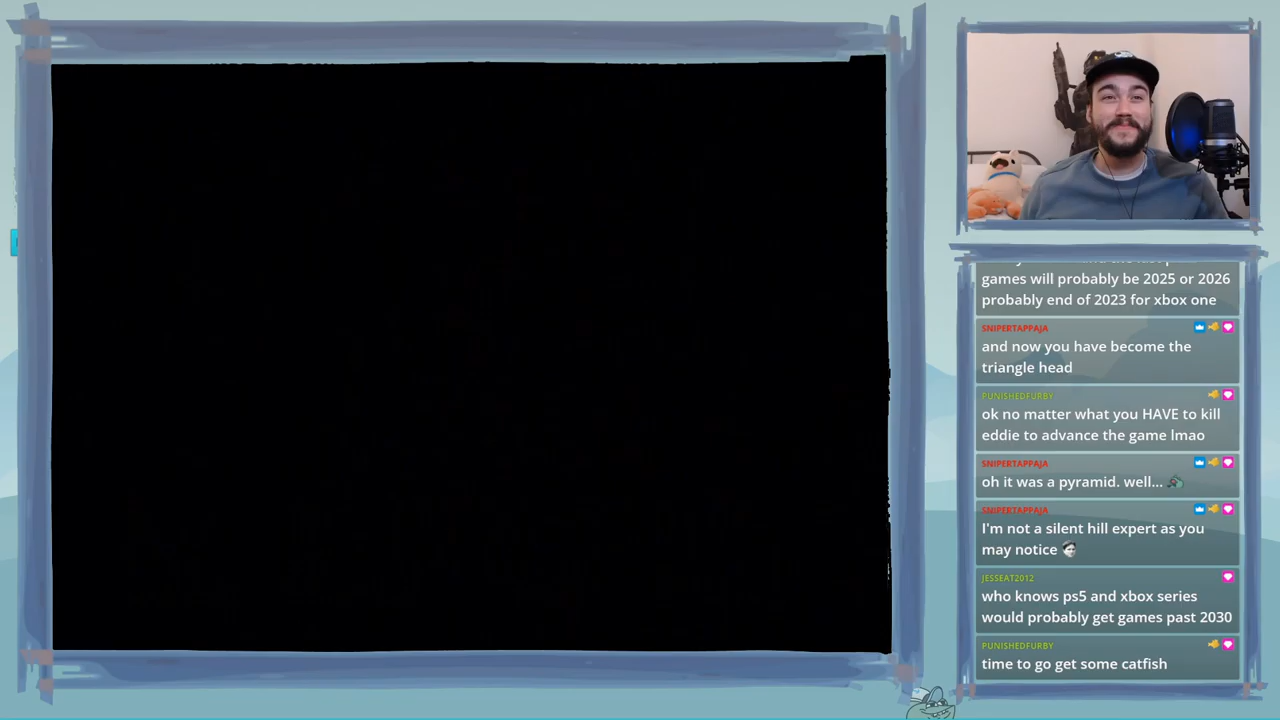 games will probably be 2025 or 2026
probably end of 2023 for xbox one
SNIPERTAPPAJA
and now you have become the
triangle head
PUNISHEDFURBY
ok no matter what you HAVE to kill
eddie to advance the game lmao
SNIPERTAPPAJA
oh it was a pyramid. well...
SNIPERTAPPAJA
I'm not a silent hill expert as you
may notice
JESSEAT2012
who knows ps5 and xbox series
would probably get games past 2030
PUNISHEDFURBY
time to go get some catfish